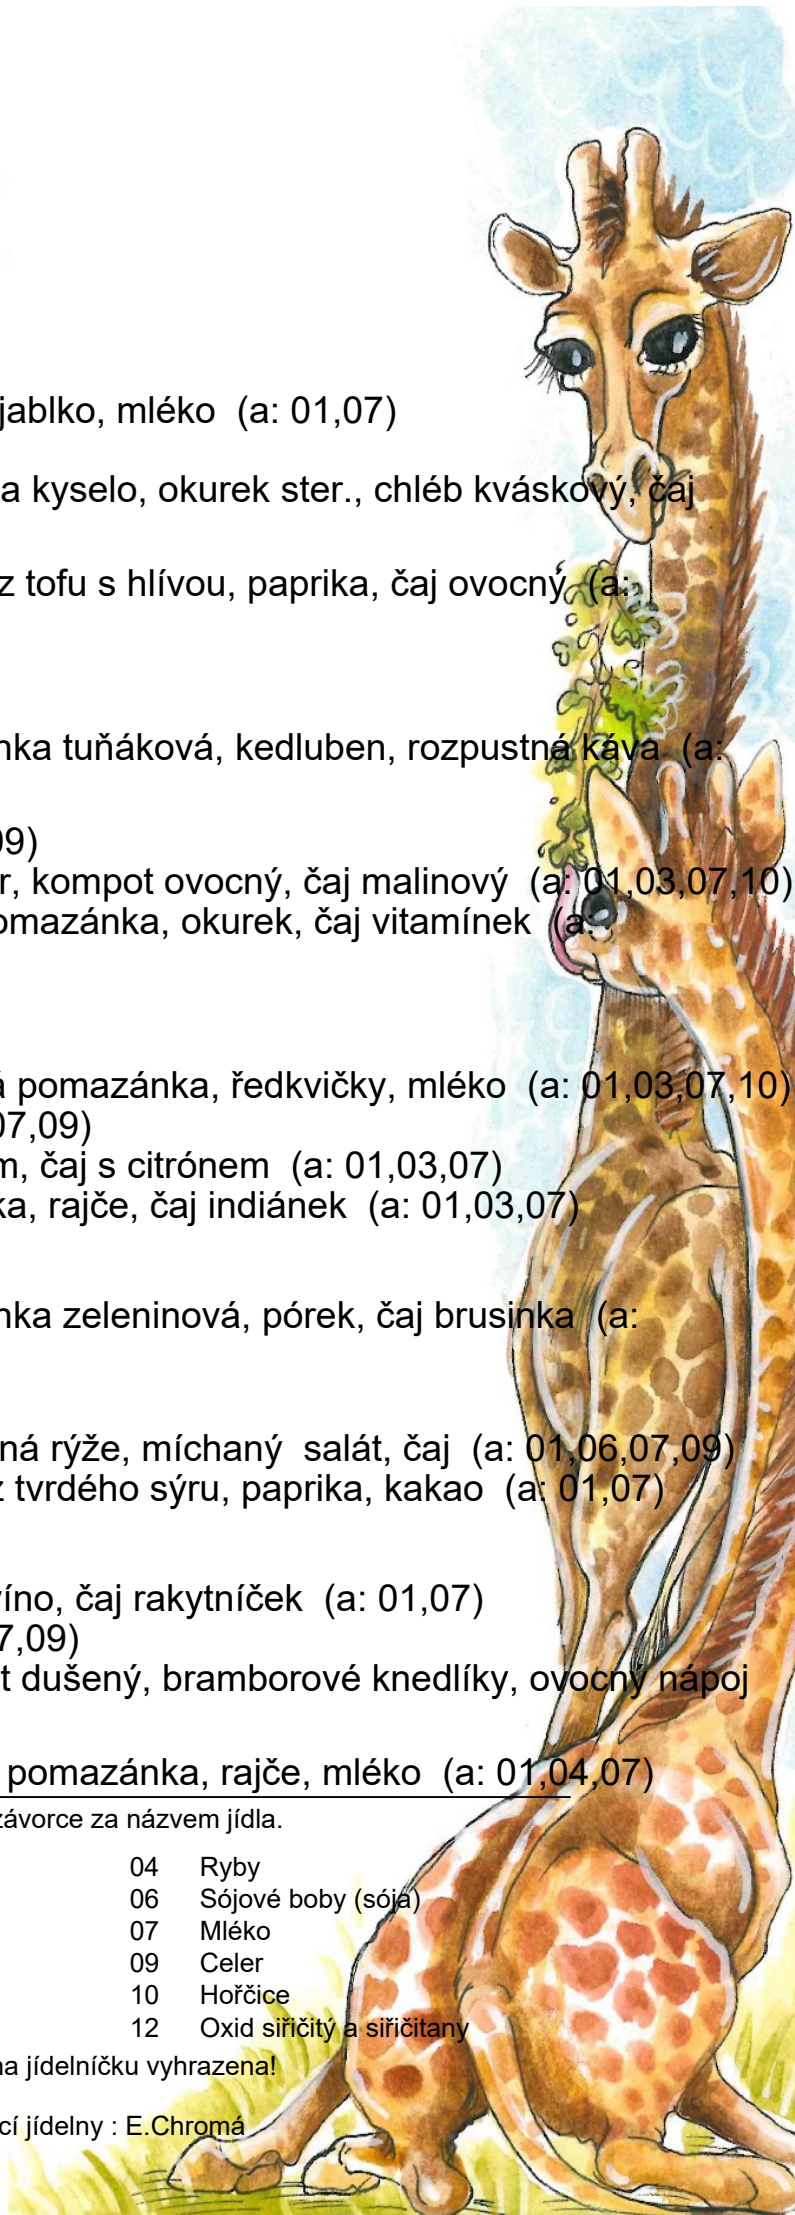 jablko, mléko (a: 01,07)
a kyselo, okurek ster., chléb kváskový, čaj
z tofu s hlívou, paprika, čaj ovocný (a:
nka tuňáková, kedluben, rozpustná káva (a:
09)
r, kompot ovocný, čaj malinový (a: 01,03,07,10)
omazánka, okurek, čaj vitamínek (a:
á pomazánka, ředkvičky, mléko (a: 01,03,07,10)
07,09)
m, čaj s citrónem (a: 01,03,07)
ka, rajče, čaj indiánek (a: 01,03,07)
nka zeleninová, pórek, čaj brusinka (a:
ná rýže, míchaný salát, čaj (a: 01,06,07,09)
z tvrdého sýru, paprika, kakao (a: 01,07)
víno, čaj rakytníček (a: 01,07)
7,09)
t dušený, bramborové knedlíky, ovocný nápoj
pomazánka, rajče, mléko (a: 01,04,07)
závorce za názvem jídla.
04 Ryby
06 Sójové boby (sója)
07 Mléko
09 Celer
10 Hořčice
12 Oxid siřičitý a siřičitany
na jídelníčku vyhrazena!
cí jídelny : E.Chromá